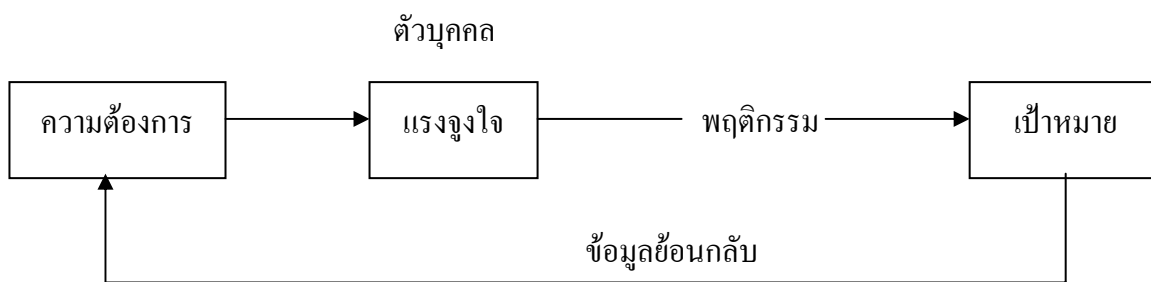 ตัวบุคคล
ความต้องการ แรงจูงใจ พฤติกรรม เป้าหมาย
ข้อมูลย้อนกลับ